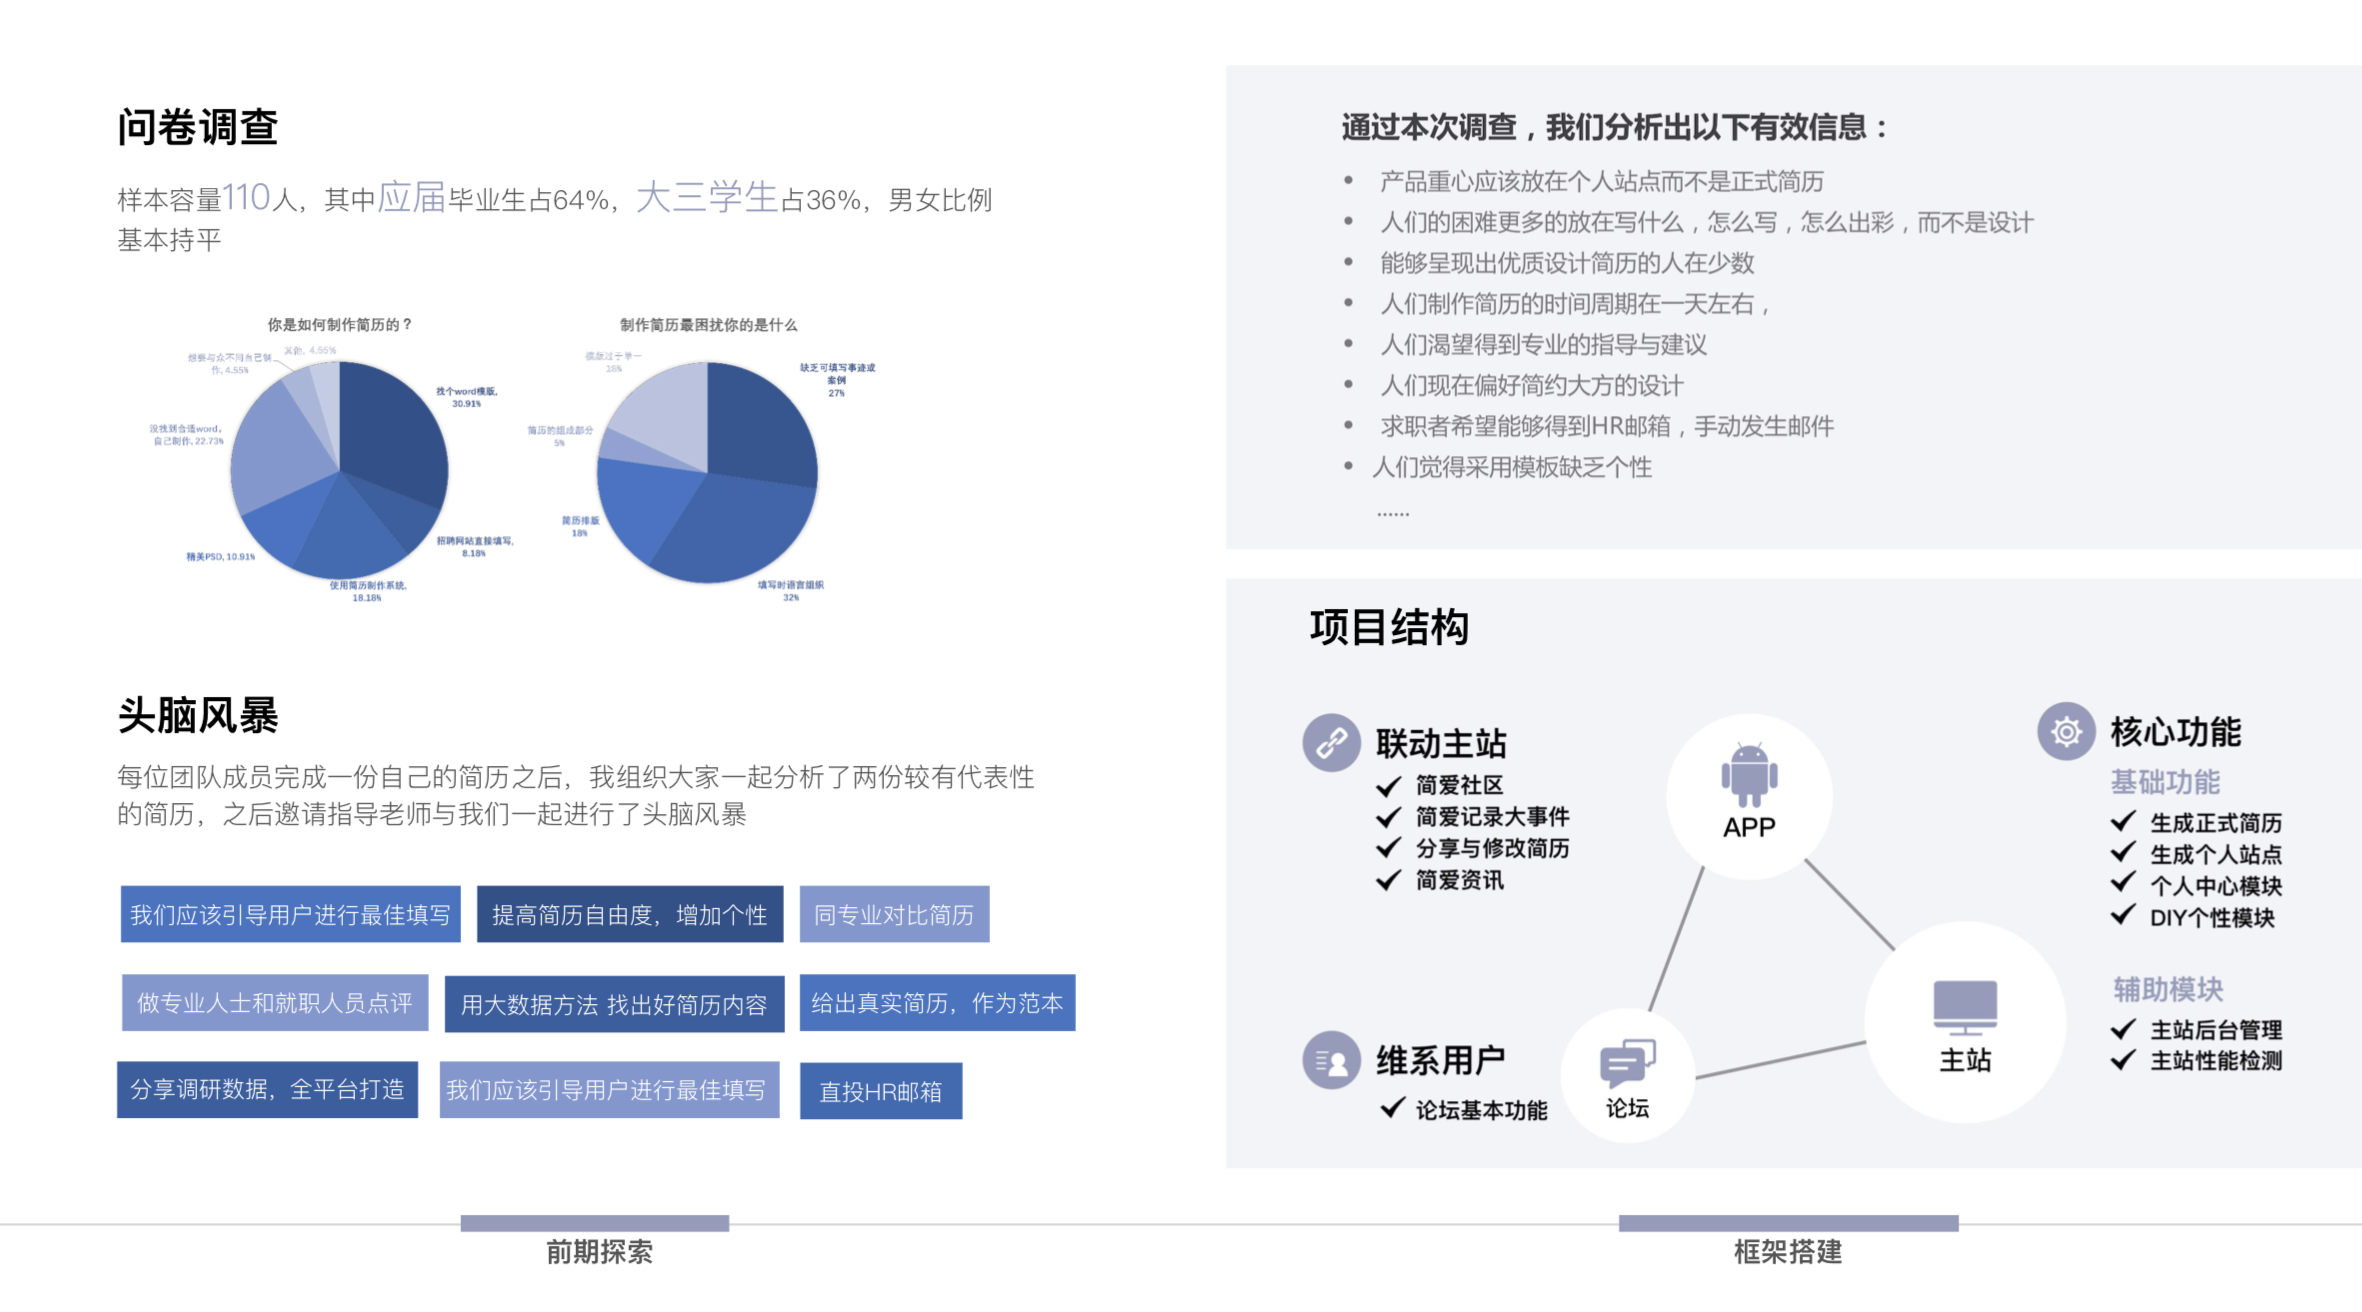 问卷调查
样本容量110人，其中应届毕业生占64%，大三学生占36%，男女比例
基本持平
你是如何制作简历的？
其他, 4.55%
想要与众不同自己制
作, 4.55%
找个word模版,
30.91%
没找到合适word,
自己制作, 22.73%
招聘网站直接填写,
8.18%
精美PSD, 10.91%
使用简历制作系统,
18.18%
制作简历最困扰你的是什么
模版过于单一
18%
缺乏可填写事迹或
案例
27%
简历的组成部分
5%
简历排版
18%
填写时语言组织
32%
头脑风暴
每位团队成员完成一份自己的简历之后，我组织大家一起分析了两份较有代表性
的简历，之后邀请指导老师与我们一起进行了头脑风暴
我们应该引导用户进行最佳填写
提高简历自由度，增加个性
同专业对比简历
做专业人士和就职人员点评
用大数据方法 找出好简历内容
给出真实简历，作为范本
分享调研数据，全平台打造
我们应该引导用户进行最佳填写
直投HR邮箱
前期探索
通过本次调查，我们分析出以下有效信息：
• 产品重心应该放在个人站点而不是正式简历
• 人们的困难更多的放在写什么，怎么写，怎么出彩，而不是设计
• 能够呈现出优质设计简历的人在少数
• 人们制作简历的时间周期在一天左右，
• 人们渴望得到专业的指导与建议
• 人们现在偏好简约大方的设计
• 求职者希望能够得到HR邮箱，手动发生邮件
• 人们觉得采用模板缺乏个性
......
项目结构
联动主站
简爱社区
简爱记录大事件
分享与修改简历
简爱资讯
维系用户
论坛基本功能
APP
主站
论坛
核心功能
基础功能
生成正式简历
生成个人站点
个人中心模块
DIY个性模块
辅助模块
主站后台管理
主站性能检测
框架搭建